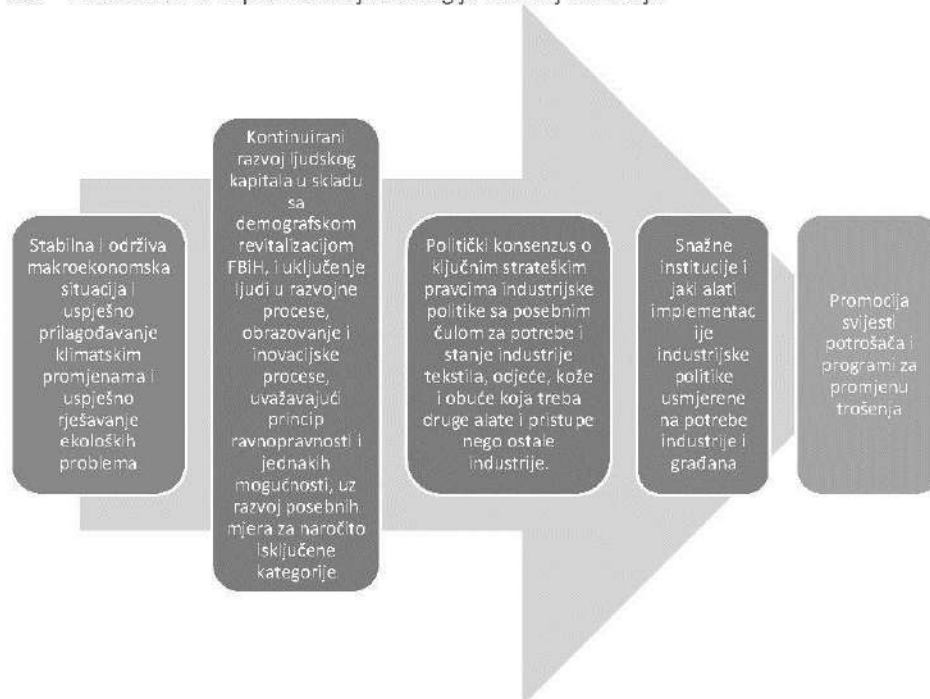 Stabilna i održiva
makroekonomska
situacija i
uspješno
prilagođavanje
klimatskim
promjenama i
uspješno
rješavanje
ekoloških
problema
Kontinuirani
razvoj ljudskog
kapitala u skladu
sa
demografskom
revitalizacijom
FBiH, i uključenje
ljudi u razvojne
procese,
obrazovanje i
inovacijske
procese,
uvažavajući
princip
ravnopravnosti i
jednakih
mogućnosti, uz
razvoj posebnih
mjera za naročito
isključene
kategorije
Politički konsenzus o
ključnim strateškim
pravcima industrijske
politike sa posebnim
čulom za potrebe i
stanje industrije
tekstila, odjeće, kože
i obuće koja treba
druge alate i pristupe
nego ostale
industrije.
Snažne
institucije i
jaki alati
implementac
ije
industrijske
politike
usmjerene
na potrebe
industrije i
građana
Promocija
svijesti
potrošača i
programi za
promjenu
trošenja